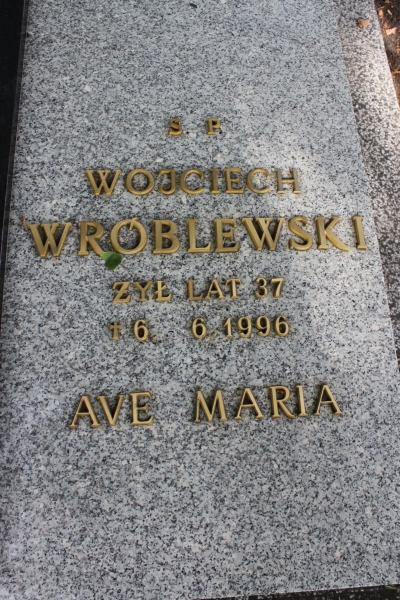 Ś. P.
WOJCIECH
WRÓBLEWSKI
ŻYŁ LAT 37
† 6. 6.1996
AVE MARIA